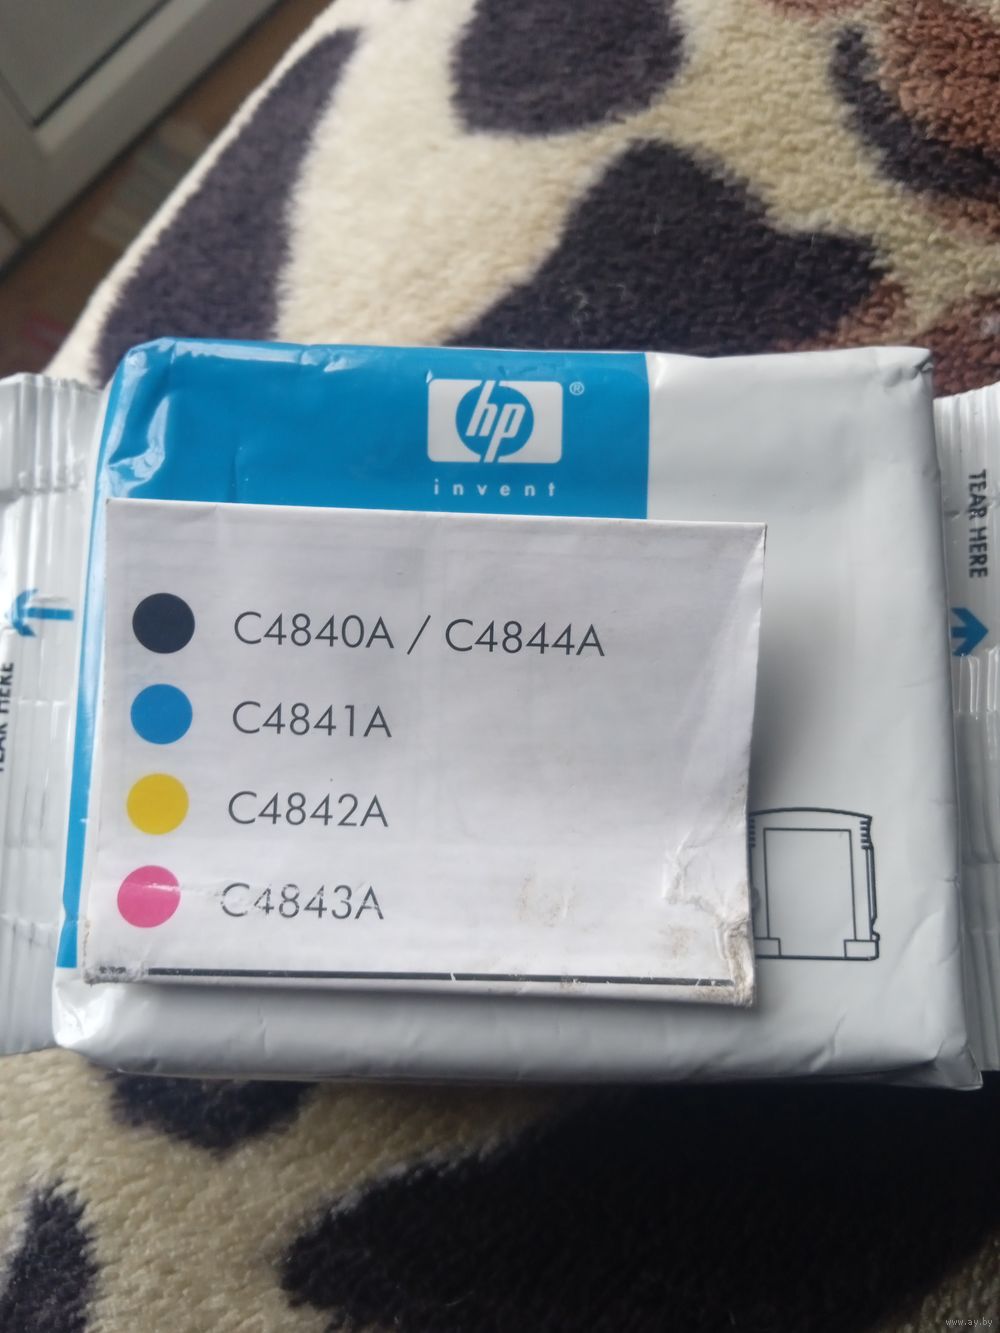 hp ®
invent
TEAR HERE
C4840A / C4844A
C4841A
C4842A
C4843A
TEAR HERE
www.ay.by